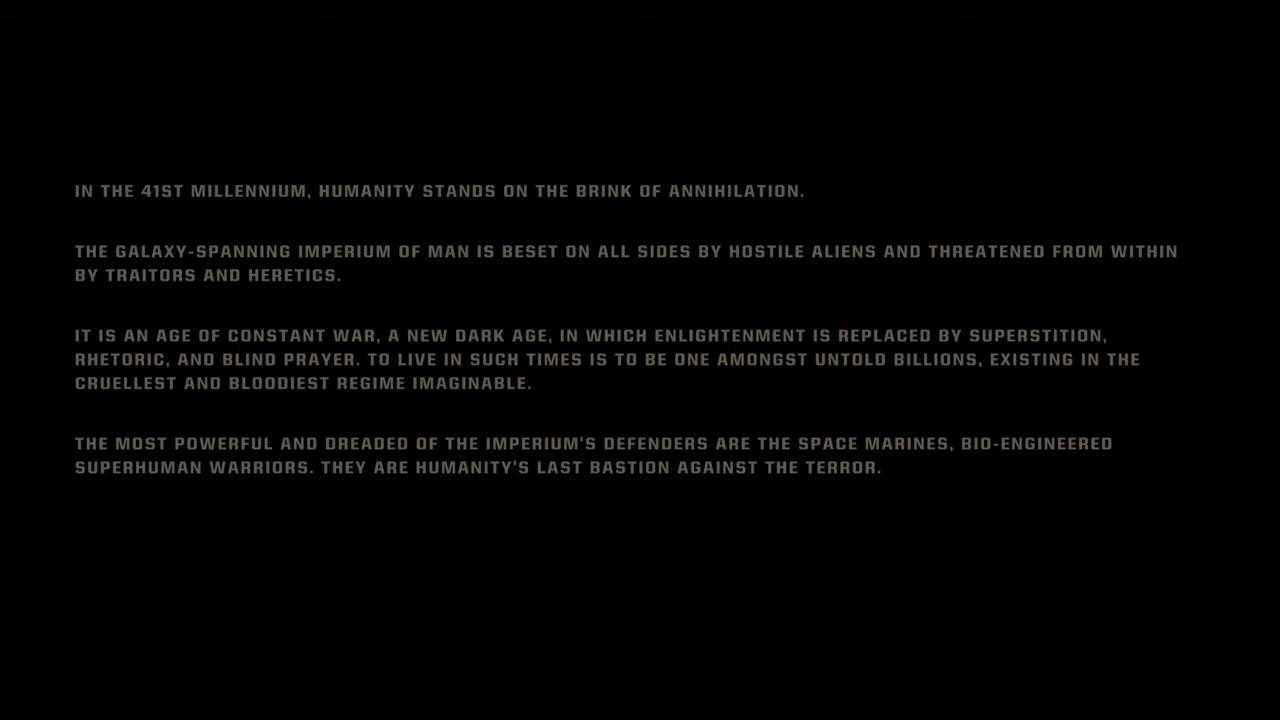 IN THE 41ST MILLENNIUM, HUMANITY STANDS ON THE BRINK OF ANNIHILATION.
THE GALAXY-SPANNING IMPERIUM OF MAN IS BESET ON ALL SIDES BY HOSTILE ALIENS AND THREATENED FROM WITHIN
BY TRAITORS AND HERETICS.
IT IS AN AGE OF CONSTANT WAR, A NEW DARK AGE, IN WHICH ENLIGHTENMENT IS REPLACED BY SUPERSTITION,
RHETORIC, AND BLIND PRAYER. TO LIVE IN SUCH TIMES IS TO BE ONE AMONGST UNTOLD BILLIONS, EXISTING IN THE
CRUELLEST AND BLOODIEST REGIME IMAGINABLE.
THE MOST POWERFUL AND DREADED OF THE IMPERIUM'S DEFENDERS ARE THE SPACE MARINES, BIO-ENGINEERED
SUPERHUMAN WARRIORS. THEY ARE HUMANITY'S LAST BASTION AGAINST THE TERROR.